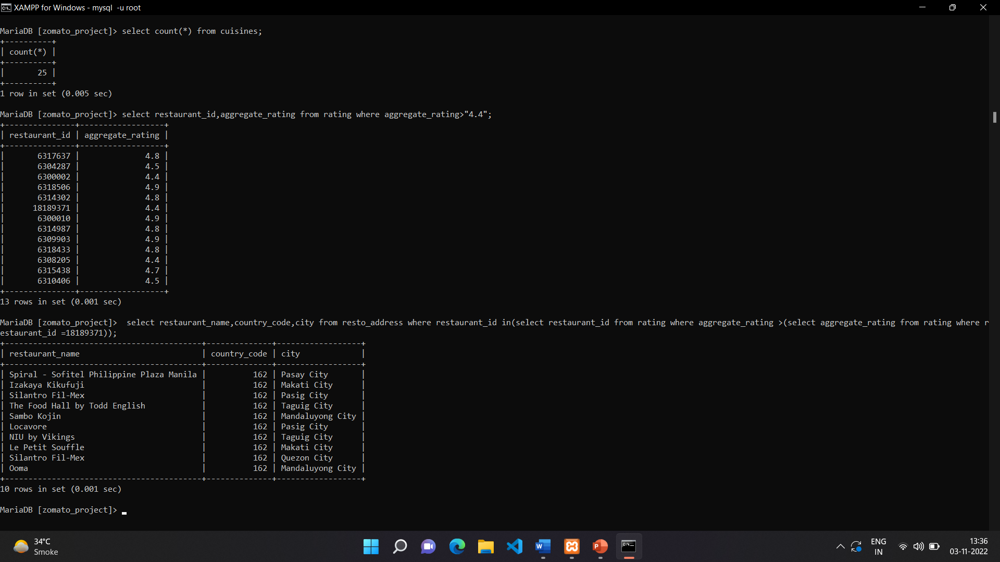 XAMPP for Windows - mysql  -u root
MariaDB [zomato_project]> select count(*) from cuisines;
+----------+
| count(*) |
+----------+
|       25 |
+----------+
1 row in set (0.005 sec)
MariaDB [zomato_project]> select restaurant_id,aggregate_rating from rating where aggregate_rating>"4.4";
+---------------+------------------+
| restaurant_id | aggregate_rating |
+---------------+------------------+
|       6317637 |              4.8 |
|       6304287 |              4.5 |
|       6300002 |              4.4 |
|       6318506 |              4.9 |
|       6314302 |              4.8 |
|      18189371 |              4.4 |
|       6300010 |              4.9 |
|       6314987 |              4.8 |
|       6309903 |              4.9 |
|       6318433 |              4.8 |
|       6308205 |              4.4 |
|       6315438 |              4.7 |
|       6310406 |              4.5 |
+---------------+------------------+
13 rows in set (0.001 sec)
MariaDB [zomato_project]>  select restaurant_name,country_code,city from resto_address where restaurant_id in(select restaurant_id from rating where aggregate_rating >(select aggregate_rating from rating where r
estaurant_id =18189371));
+------------------------------------------+--------------+------------------+
| restaurant_name                          | country_code | city             |
+------------------------------------------+--------------+------------------+
| Spiral - Sofitel Philippine Plaza Manila |          162 | Pasay City       |
| Izakaya Kikufuji                         |          162 | Makati City      |
| Silantro Fil-Mex                         |          162 | Pasig City       |
| The Food Hall by Todd English            |          162 | Taguig City      |
| Sambo Kojin                              |          162 | Mandaluyong City |
| Locavore                                 |          162 | Pasig City       |
| NIU by Vikings                           |          162 | Taguig City      |
| Le Petit Souffle                         |          162 | Makati City      |
| Silantro Fil-Mex                         |          162 | Quezon City      |
| Ooma                                     |          162 | Mandaluyong City |
+------------------------------------------+--------------+------------------+
10 rows in set (0.001 sec)
MariaDB [zomato_project]>
34°C
Smoke
ENG
IN
13:36
03-11-2022